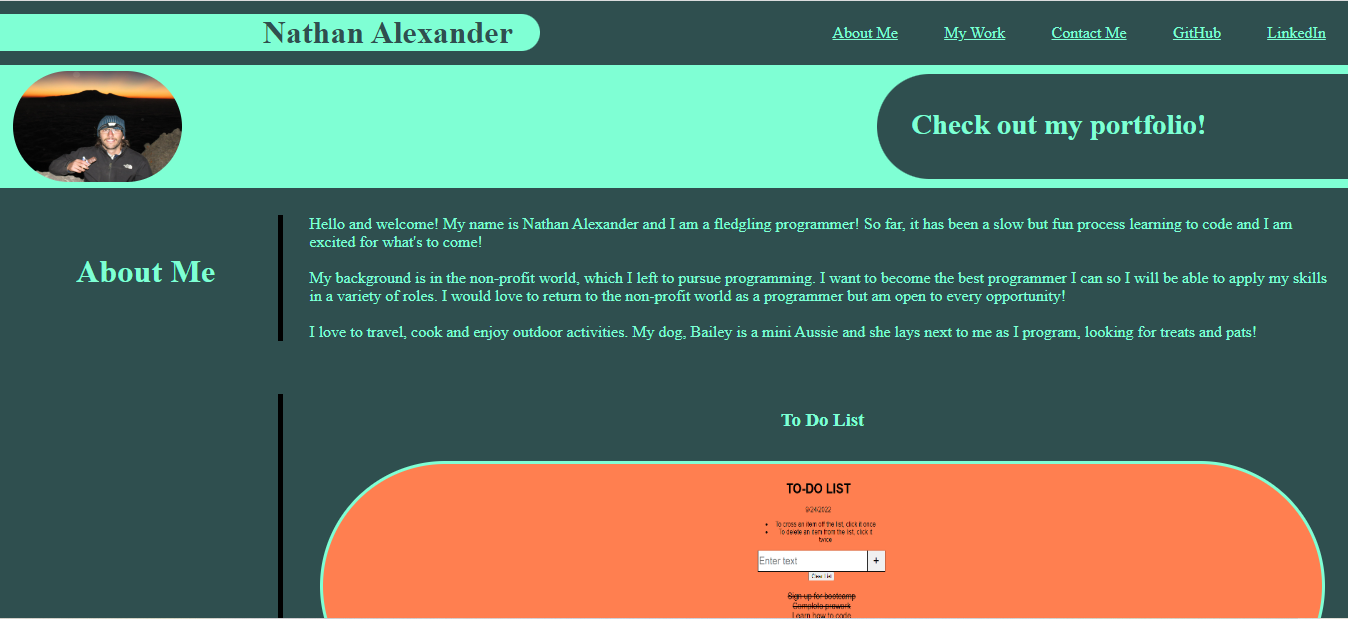 Nathan Alexander
About Me
My Work
Contact Me
GitHub
LinkedIn
Check out my portfolio!
About Me
Hello and welcome! My name is Nathan Alexander and I am a fledgling programmer! So far, it has been a slow but fun process learning to code and I am
excited for what's to come!
My background is in the non-profit world, which I left to pursue programming. I want to become the best programmer I can so I will be able to apply my skills
in a variety of roles. I would love to return to the non-profit world as a programmer but am open to every opportunity!
I love to travel, cook and enjoy outdoor activities. My dog, Bailey is a mini Aussie and she lays next to me as I program, looking for treats and pats!
To Do List
TO-DO LIST
9/24/2022
To cross an item off the list, click it once
To delete an item from the list, click it
twice
Enter text
+
Clear List
Sign up for bootcamp
Complete prework
Learn how to code